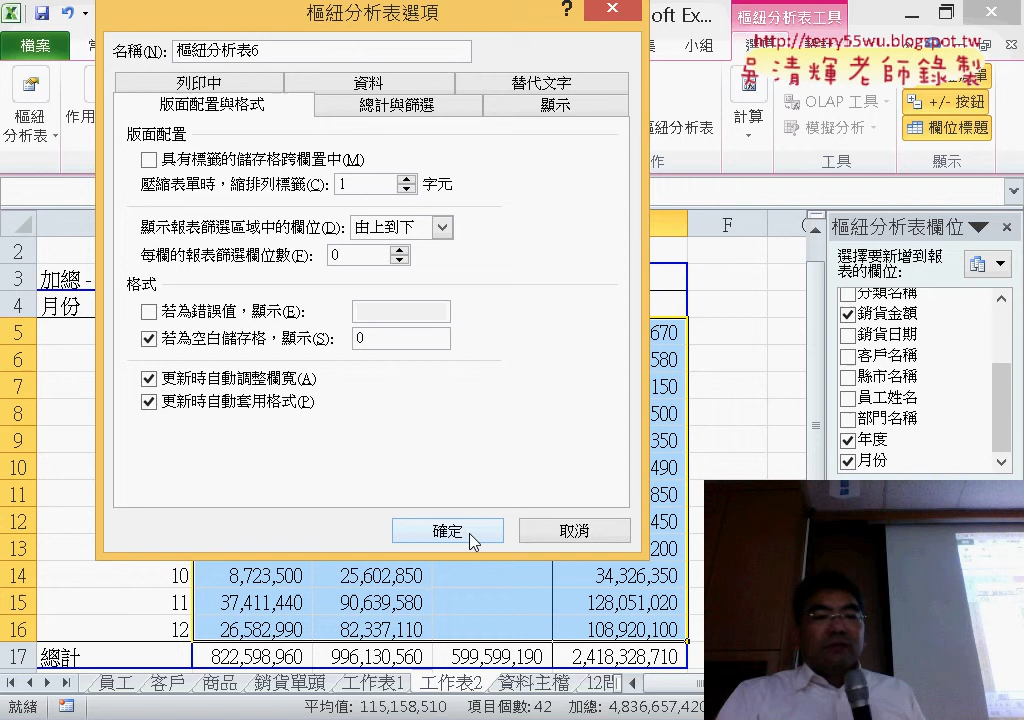 樞紐分析表選項
oft Ex...
樞紐分析表工具
http://terry55wu.blogspot.tw
吳清輝老師錄製
檔案
小組
名稱(N): 樞紐分析表6
列印中 資料 替代文字
版面配置與格式 總計與篩選 顯示
樞紐
分析表
作用
樞紐分析表
計算
OLAP 工具
模擬分析
工具
+/- 按鈕
欄位標題
顯示
版面配置
具有標籤的儲存格跨欄置中(M)
壓縮表單時，縮排列標籤(C): 1 字元
顯示報表篩選區域中的欄位(D): 由上到下
每欄的報表篩選欄位數(F): 0
格式
若為錯誤值，顯示(E):
若為空白儲存格，顯示(S): 0
更新時自動調整欄寬(A)
更新時自動套用格式(P)
確定 取消
F
2
3 加總 -
4 月份
5 670
6 580
7 150
8 500
9 350
10 490
11 850
12 450
13 200
14 10 8,723,500 25,602,850 34,326,350
15 11 37,411,440 90,639,580 128,051,020
16 12 26,582,990 82,337,110 108,920,100
17 總計 822,598,960 996,130,560 599,599,190 2,418,328,710
樞紐分析表欄位
選擇要新增到報
表的欄位:
分類名稱
銷貨金額
銷貨日期
客戶名稱
縣市名稱
員工姓名
部門名稱
年度
月份
員工 客戶 商品 銷貨單頭 工作表1 工作表2 資料主檔
就緒 平均值: 115,158,510 項目個數: 42 加總: 4,836,657,420